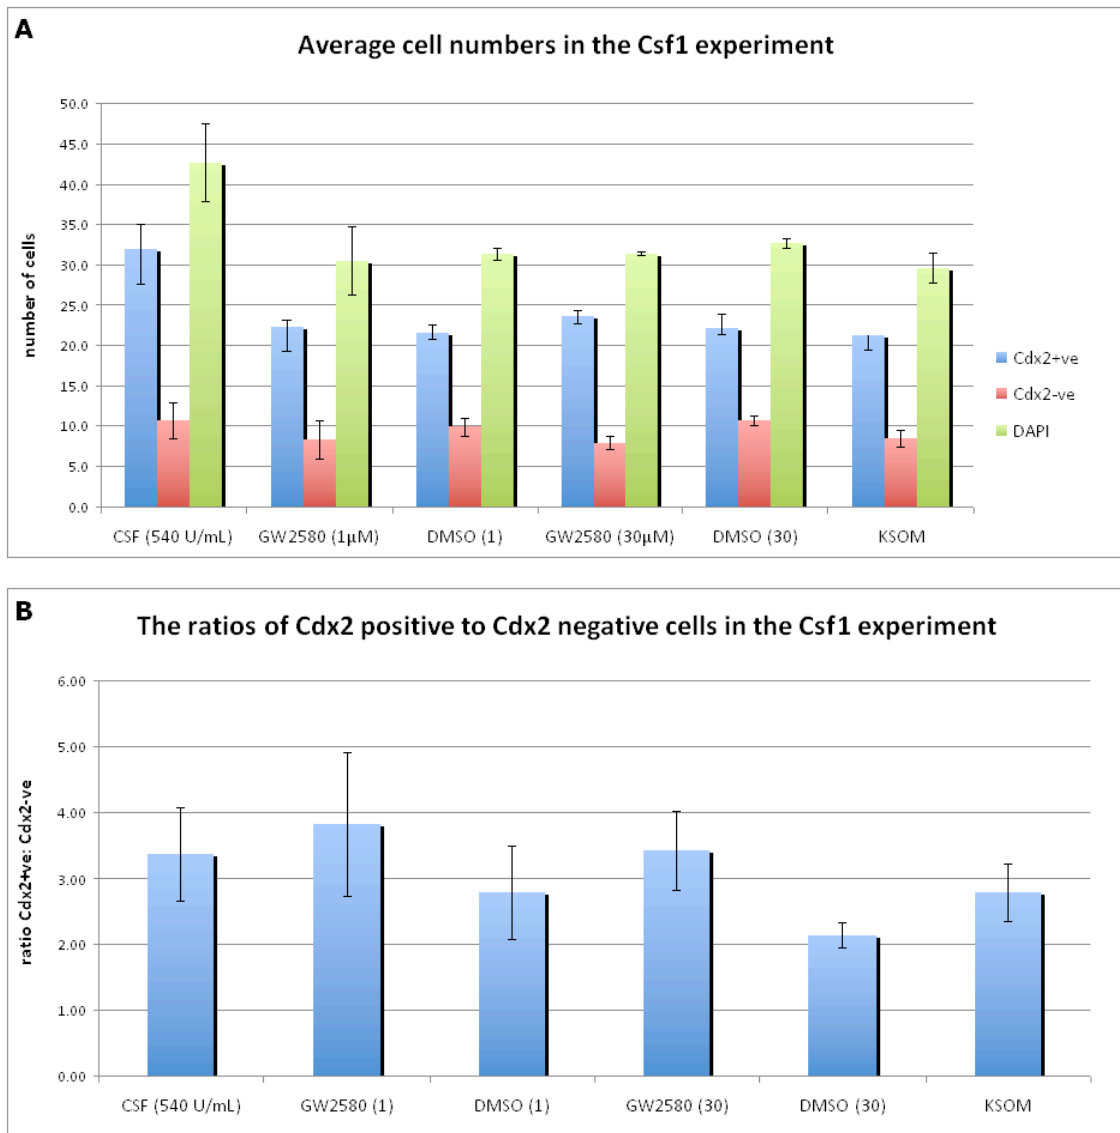 A
Average cell numbers in the Csf1 experiment
number of cells
50.0
45.0
40.0
35.0
30.0
25.0
20.0
15.0
10.0
5.0
0.0
CSF (540 U/mL) GW2580 (1µM) DMSO (1) GW2580 (30µM) DMSO (30) KSOM
Cdx2+ve
Cdx2-ve
DAPI
B
The ratios of Cdx2 positive to Cdx2 negative cells in the Csf1 experiment
ratio Cdx2+ve: Cdx2-ve
6.00
5.00
4.00
3.00
2.00
1.00
0.00
CSF (540 U/mL) GW2580 (1) DMSO (1) GW2580 (30) DMSO (30) KSOM